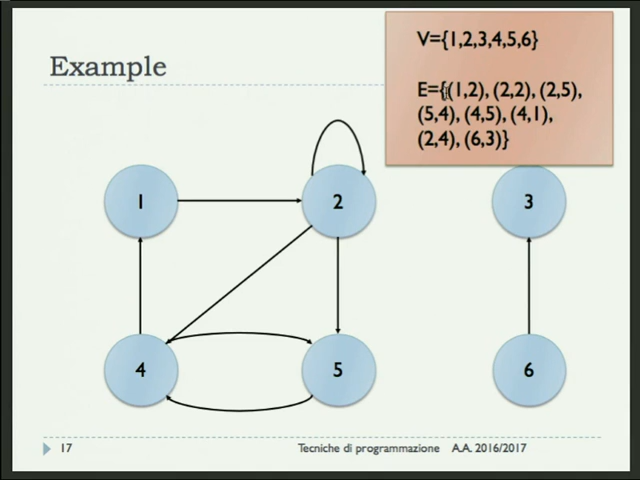 Example
V={1,2,3,4,5,6}
E={(1,2), (2,2), (2,5),
(5,4), (4,5), (4,1),
(2,4), (6,3)}
1
2
3
4
5
6
17
Tecniche di programmazione A.A. 2016/2017